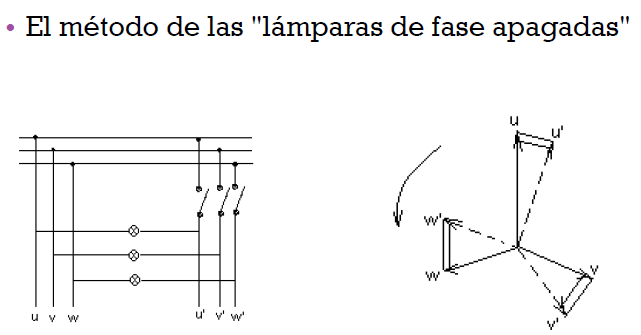 • El método de las "lámparas de fase apagadas"
u
u'
w'
w
v
v'
u v w u' v' w'